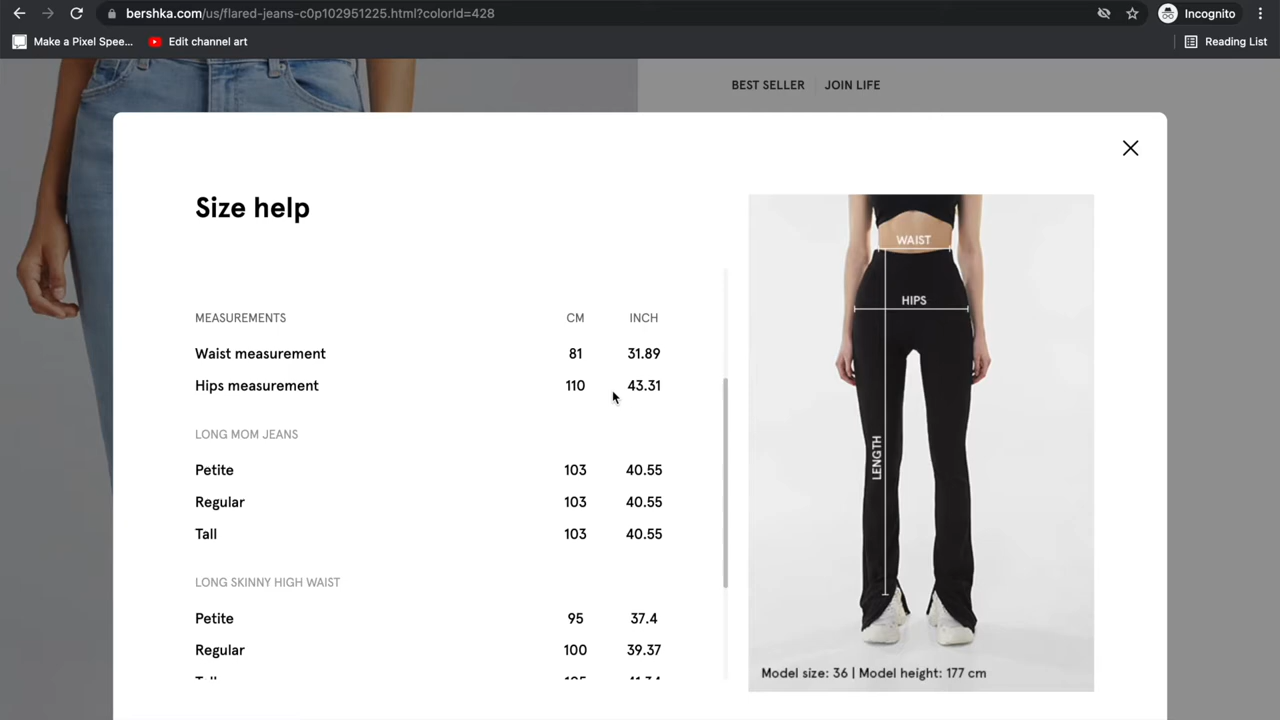 bershka.com/us/flared-jeans-c0p102951225.html?colorId=428
Incognito
Make a Pixel Spee...
Edit channel art
Reading List
BEST SELLER
JOIN LIFE
Size help
MEASUREMENTS CM INCH
Waist measurement 81 31.89
Hips measurement 110 43.31
LONG MOM JEANS
Petite 103 40.55
Regular 103 40.55
Tall 103 40.55
LONG SKINNY HIGH WAIST
Petite 95 37.4
Regular 100 39.37
WAIST
HIPS
LENGTH
Model size: 36 | Model height: 177 cm